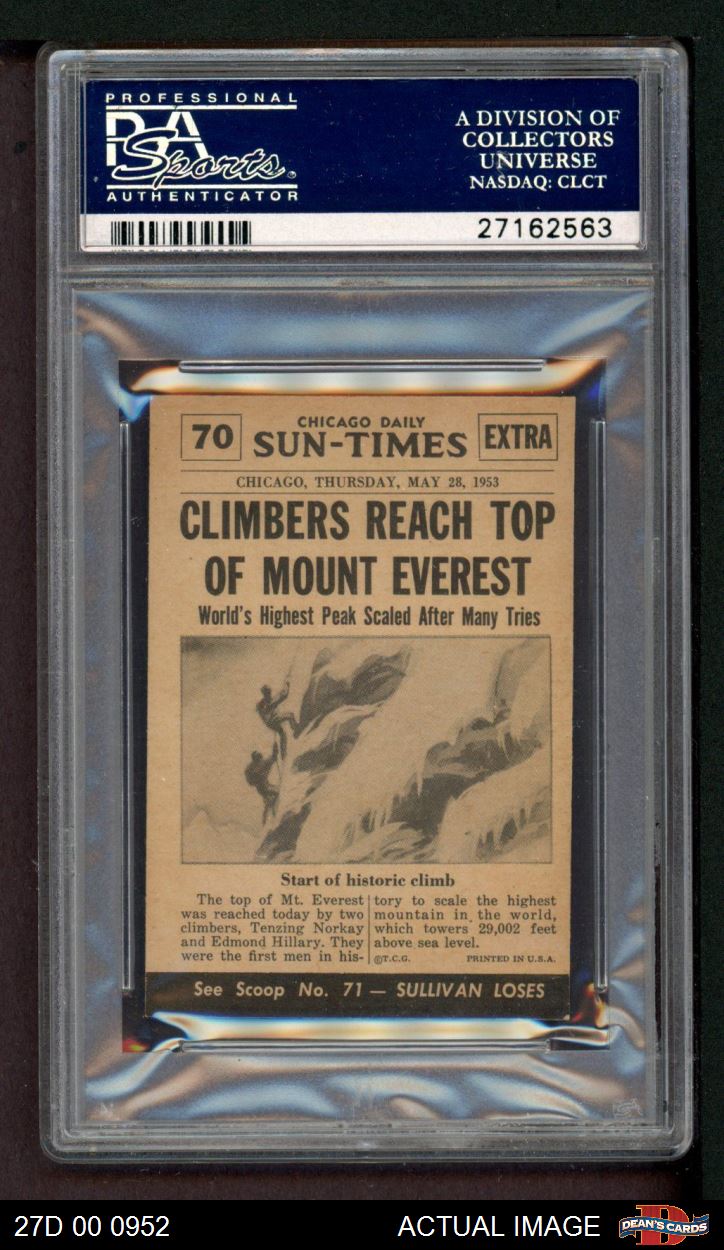 PROFESSIONAL
PSA
Sports
AUTHENTICATOR
A DIVISION OF
COLLECTORS
UNIVERSE
NASDAQ: CLCT
27162563
70
CHICAGO DAILY
SUN-TIMES
EXTRA
CHICAGO, THURSDAY, MAY 28, 1953
CLIMBERS REACH TOP
OF MOUNT EVEREST
World's Highest Peak Scaled After Many Tries
Start of historic climb
The top of Mt. Everest
was reached today by two
climbers, Tenzing Norkay
and Edmond Hillary. They
were the first men in his-
tory to scale the highest
mountain in the world,
which towers 29,002 feet
above sea level.
©T.C.G. PRINTED IN U.S.A.
See Scoop No. 71 — SULLIVAN LOSES
27D 00 0952
ACTUAL IMAGE
DEAN'S CARDS